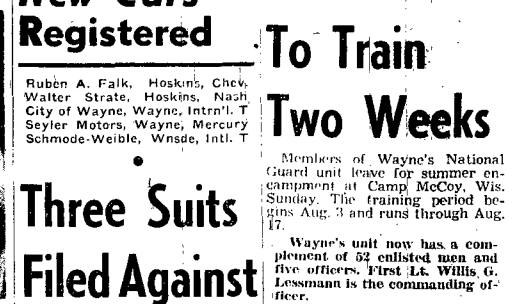 New Cars
Registered
Ruben A. Falk, Hoskins, Chev.
Walter Strate, Hoskins, Nash
City of Wayne, Wayne, Intrn'l. T
Seyler Motors, Wayne, Mercury
Schmode-Weible, Wnsde, Intl. T
Three Suits
Filed Against
To Train
Two Weeks
Members of Wayne's National
Guard unit leave for summer en-
campment at Camp McCoy, Wis.
Sunday. The training period be-
gins Aug. 3 and runs through Aug.
17.
Wayne's unit now has a com-
plement of 52 enlisted men and
five officers. First Lt. Willis G.
Lessmann is the commanding of-
ficer.